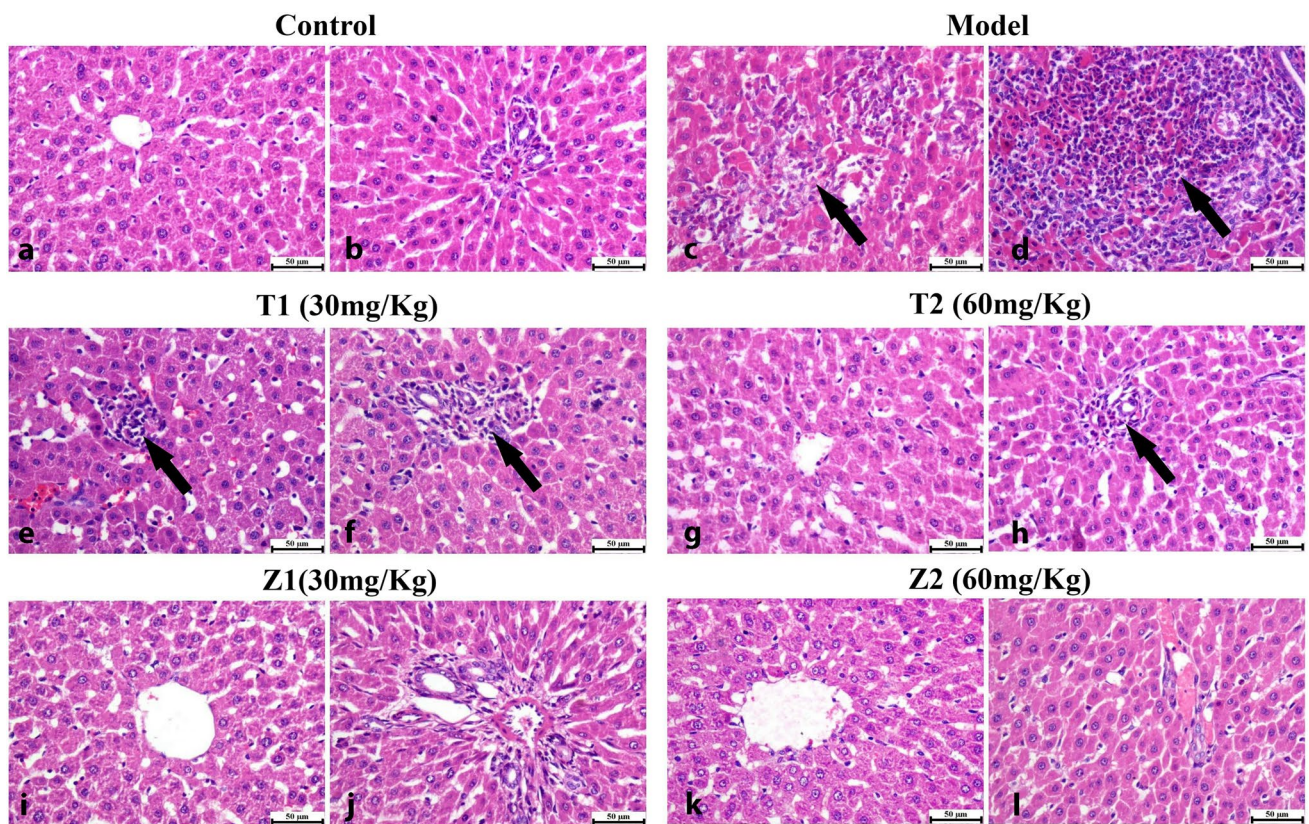 Control Model
a 50 µm b 50 µm c 50 µm d 50 µm
T1 (30mg/Kg) T2 (60mg/Kg)
e 50 µm f 50 µm g 50 µm h 50 µm
Z1(30mg/Kg) Z2 (60mg/Kg)
i 50 µm j 50 µm k 50 µm l 50 µm